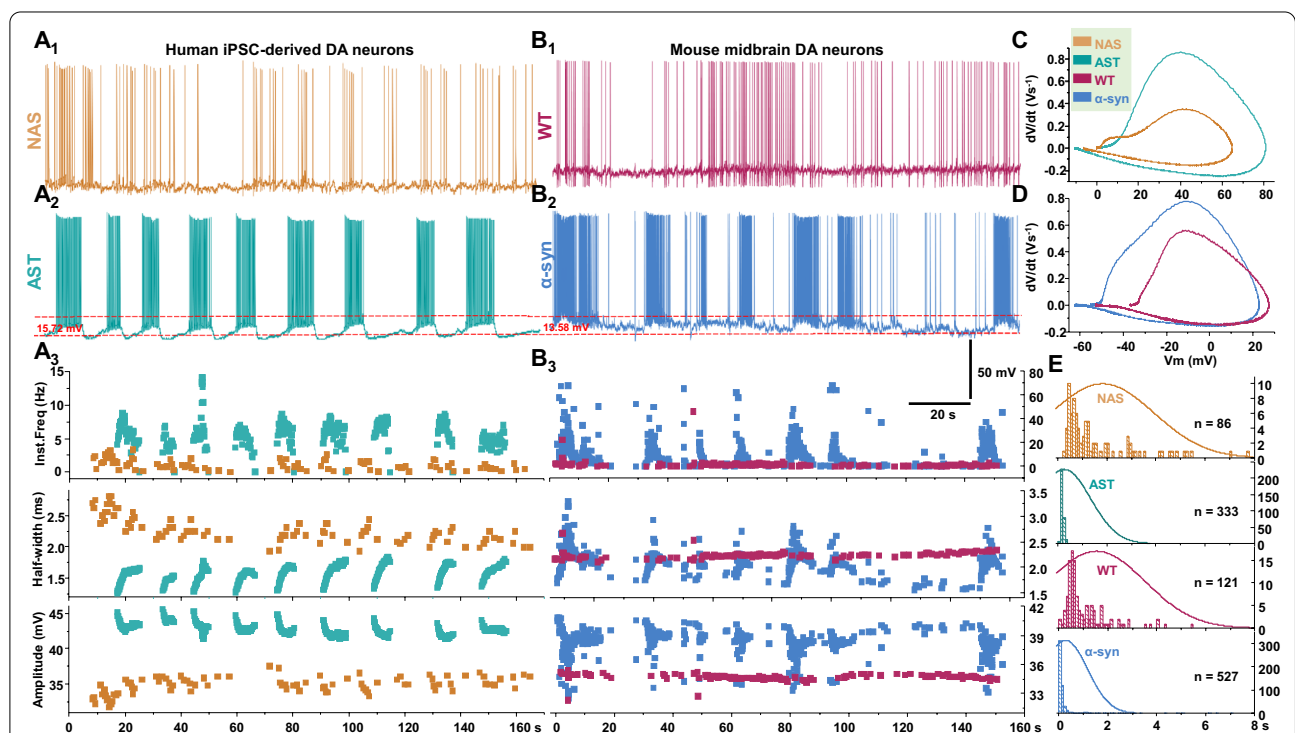 A1
Human iPSC-derived DA neurons
NAS
B1
Mouse midbrain DA neurons
WT
C
NAS
AST
WT
α-syn
dV/dt (Vs-1)
0.8
0.6
0.4
0.2
0.0
-0.2
0 20 40 60 80
A2
AST
15.72 mV
B2
α-syn
13.58 mV
D
dV/dt (Vs-1)
0.8
0.6
0.4
0.2
0.0
-0.2
-60 -40 -20 0 20
Vm (mV)
50 mV
20 s
A3
Inst.Freq (Hz)
15
10
5
0
Half-width (ms)
2.5
2.0
1.5
Amplitude (mV)
45
40
35
0 20 40 60 80 100 120 140 160 s
B3
80
60
40
20
0
3.5
3.0
2.5
2.0
1.5
42
39
36
33
0 20 40 60 80 100 120 140 160 s
E
NAS
n = 86
10
8
6
4
2
0
AST
n = 333
200
150
100
50
0
WT
n = 121
15
10
5
0
α-syn
n = 527
300
200
100
0
0 2 4 6 8 s